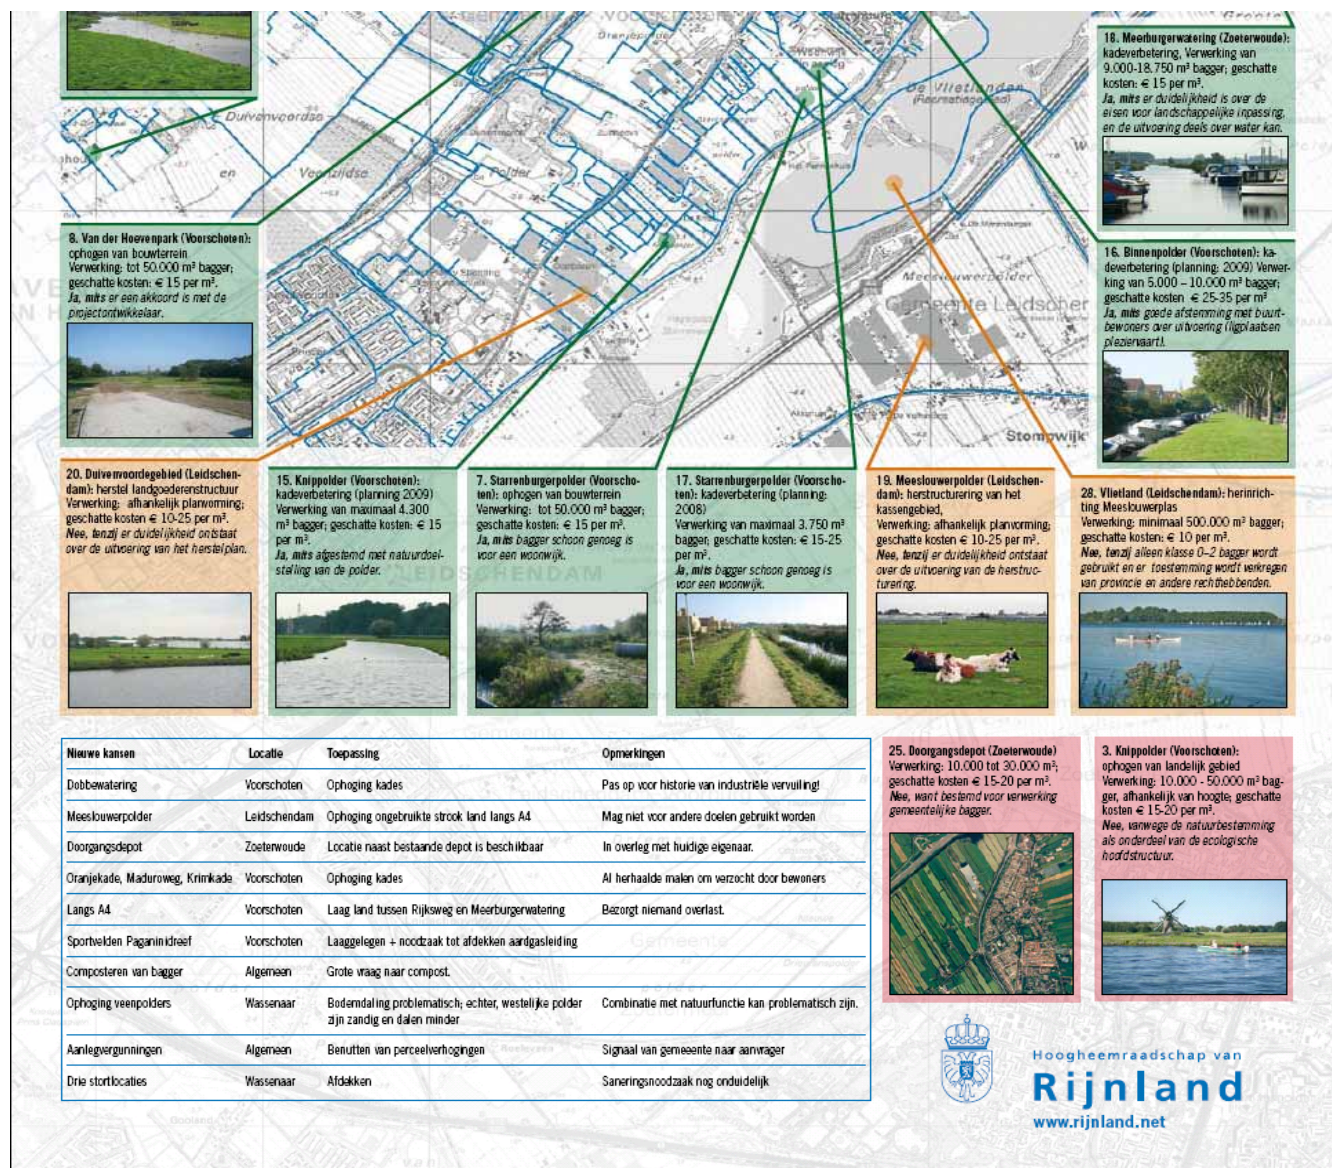 Duivenvoordse
en
Veenzijdse
Polder
De Vlietlanden
(Recreatiegebied)
Meeslouwerpolder
Gemeente Leidschen
Stompwijk
18. Meerburgerwatering (Zoeterwoude):
kadeverbetering, Verwerking van
9.000-18.750 m³ bagger; geschatte
kosten: € 15 per m³.
Ja, mits er duidelijkheid is over de
eisen voor landschappelijke inpassing,
en de uitvoering deels over water kan.
8. Van der Hoevenpark (Voorschoten):
ophogen van bouwterrein
Verwerking: tot 50.000 m³ bagger;
geschatte kosten: € 15 per m³.
Ja, mits er een akkoord is met de
projectontwikkelaar.
16. Binnenpolder (Voorschoten): ka-
deverbetering (planning: 2009) Verwer-
king van 5.000 – 10.000 m³ bagger;
geschatte kosten € 25-35 per m³
Ja, mits goede afstemming met buurt-
bewoners over uitvoering (ligplaatsen
pleziervaart).
20. Duivenvoordegebied (Leidschen-
dam): herstel landgoederenstructuur
Verwerking: afhankelijk planvorming;
geschatte kosten € 10-25 per m³.
Nee, tenzij er duidelijkheid ontstaat
over de uitvoering van het herstelplan.
15. Knippolder (Voorschoten):
kadeverbetering (planning 2009)
Verwerking van maximaal 4.300
m³ bagger; geschatte kosten: € 15
per m³.
Ja, mits afgestemd met natuurdoel-
stelling van de polder.
7. Starrenburgerpolder (Voorscho-
ten): ophogen van bouwterrein
Verwerking: tot 50.000 m³ bagger;
geschatte kosten: € 15 per m³.
Ja, mits bagger schoon genoeg is
voor een woonwijk.
17. Starrenburgerpolder (Voorscho-
ten): kadeverbetering (planning:
2008)
Verwerking van maximaal 3.750 m³
bagger; geschatte kosten: € 15-25
per m³.
Ja, mits bagger schoon genoeg is
voor een woonwijk.
19. Meeslouwerpolder (Leidschen-
dam): herstructurering van het
kassengebied,
Verwerking: afhankelijk planvorming;
geschatte kosten € 10-25 per m³.
Nee, tenzij er duidelijkheid ontstaat
over de uitvoering van de herstruc-
turering.
28. Vlietland (Leidschendam): herinrich-
ting Meeslouwerplas
Verwerking: minimaal 500.000 m³ bagger;
geschatte kosten: € 10 per m³.
Nee, tenzij alleen klasse 0–2 bagger wordt
gebruikt en er toestemming wordt verkregen
van provincie en andere rechthebbenden.
Nieuwe kansen Locatie Toepassing Opmerkingen
Dobbewatering Voorschoten Ophoging kades Pas op voor historie van industriële vervuiling!
Meeslouwerpolder Leidschendam Ophoging ongebruikte strook land langs A4 Mag niet voor andere doelen gebruikt worden
Doorgangsdepot Zoeterwoude Locatie naast bestaande depot is beschikbaar In overleg met huidige eigenaar.
Oranjekade, Maduroweg, Krimkade Voorschoten Ophoging kades Al herhaalde malen om verzocht door bewoners
Langs A4 Voorschoten Laag land tussen Rijksweg en Meerburgerwatering Bezorgt niemand overlast.
Sportvelden Paganinidreef Voorschoten Laaggelegen + noodzaak tot afdekken aardgasleiding
Composteren van bagger Algemeen Grote vraag naar compost.
Ophoging veenpolders Wassenaar Bodemdaling problematisch; echter, westelijke polder Combinatie met natuurfunctie kan problematisch zijn.
zijn zandig en dalen minder
Aanlegvergunningen Algemeen Benutten van perceelverhogingen Signaal van gemeeente naar aanvrager
Drie stortlocaties Wassenaar Afdekken Saneringsnoodzaak nog onduidelijk
25. Doorgangsdepot (Zoeterwoude)
Verwerking: 10.000 tot 30.000 m³;
geschatte kosten € 15-20 per m³.
Nee, want bestemd voor verwerking
gemeentelijke bagger.
3. Knippolder (Voorschoten):
ophogen van landelijk gebied
Verwerking: 10.000 - 50.000 m³ bag-
ger, afhankelijk van hoogte; geschatte
kosten € 15-20 per m³.
Nee, vanwege de natuurbestemming
als onderdeel van de ecologische
hoofdstructuur.
Hoogheemraadschap van
Rijnland
www.rijnland.net